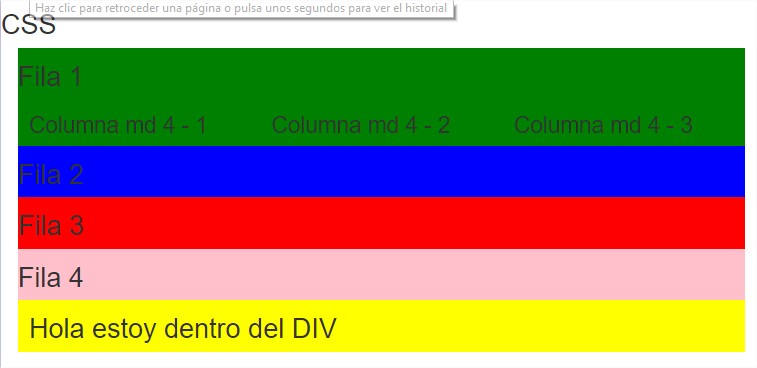 Haz clic para retroceder una página o pulsa unos segundos para ver el historial
CSS
Fila 1
Columna md 4 - 1 Columna md 4 - 2 Columna md 4 - 3
Fila 2
Fila 3
Fila 4
Hola estoy dentro del DIV